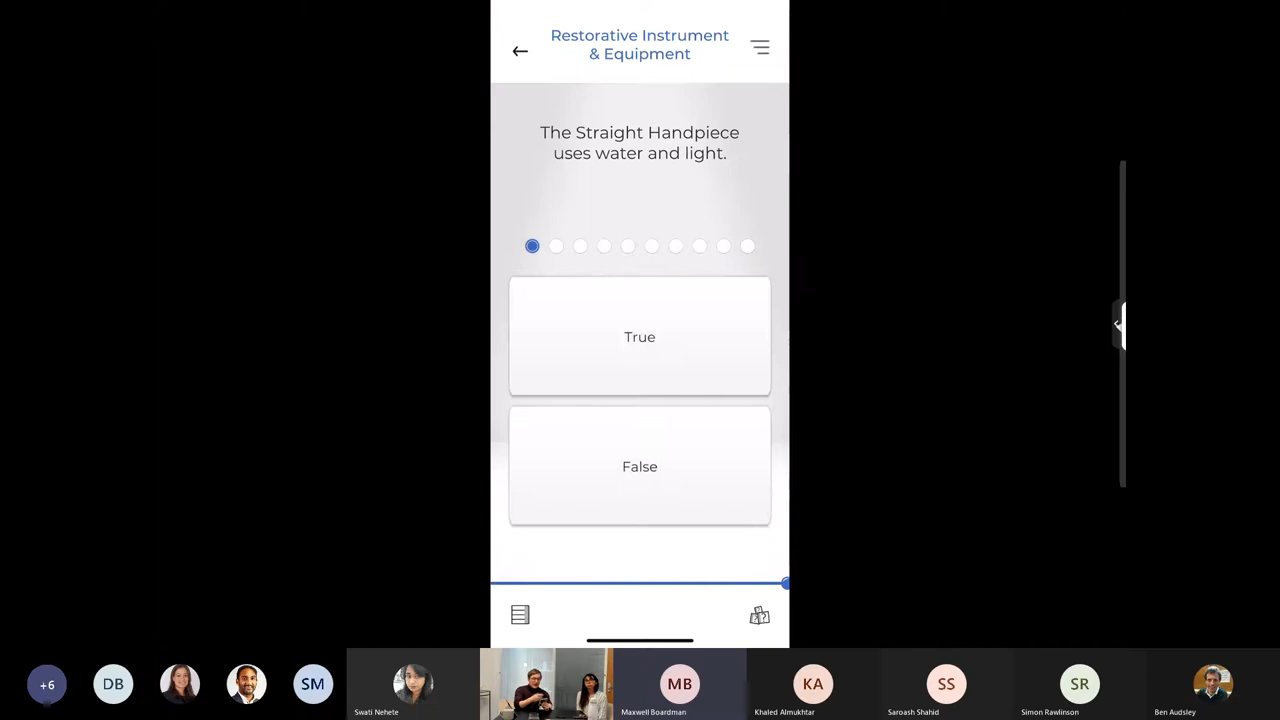 Restorative Instrument
& Equipment
The Straight Handpiece
uses water and light.
True
False
+6
DB
SM
Swati Nehete
MB
Maxwell Boardman
KA
Khaled Almukhtar
SS
Saroash Shahid
SR
Simon Rawlinson
Ben Audsley